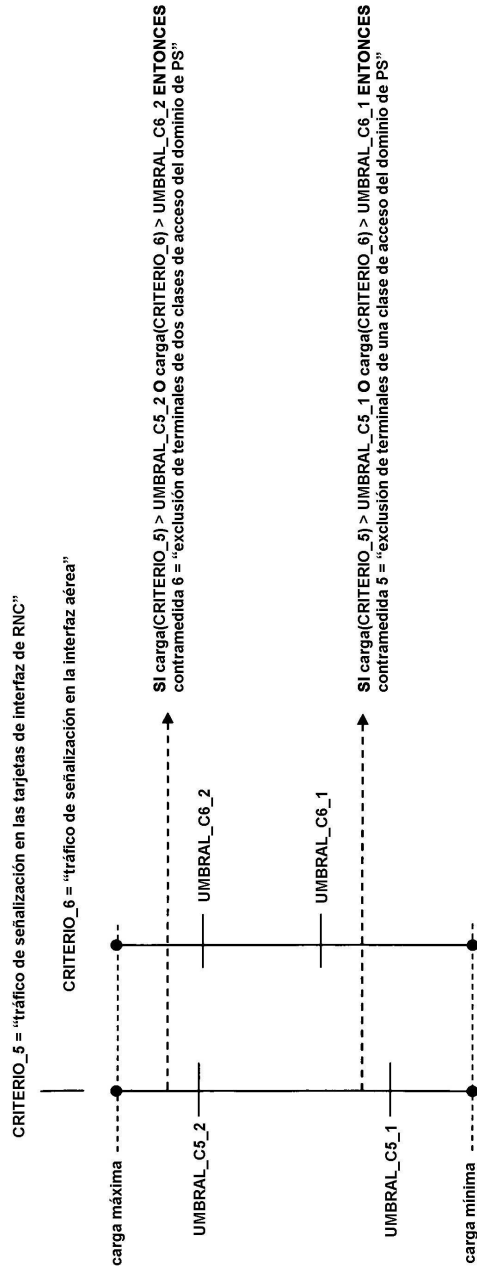 CRITERIO_5 = “tráfico de señalización en las tarjetas de interfaz de RNC”
CRITERIO_6 = “tráfico de señalización en la interfaz aérea”
carga máxima
SI carga(CRITERIO_5) > UMBRAL_C5_2 O carga(CRITERIO_6) > UMBRAL_C6_2 ENTONCES
contramedida 6 = “exclusión de terminales de dos clases de acceso del dominio de PS”
UMBRAL_C5_2
UMBRAL_C6_2
UMBRAL_C6_1
SI carga(CRITERIO_5) > UMBRAL_C5_1 O carga(CRITERIO_6) > UMBRAL_C6_1 ENTONCES
contramedida 5 = “exclusión de terminales de una clase de acceso del dominio de PS”
UMBRAL_C5_1
carga mínima